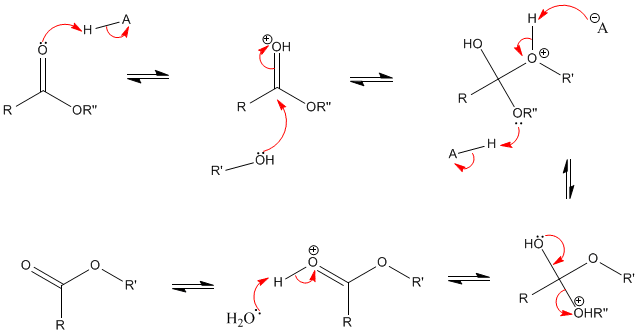 H A
O
R OR"
⊕
OH
R OR"
R' OH
H ⊖A
HO O ⊕
R R'
OR"
A H
HO
O
R R'
⊕
OHR"
⊕
H O O
R'
R
H₂O
O O
R'
R